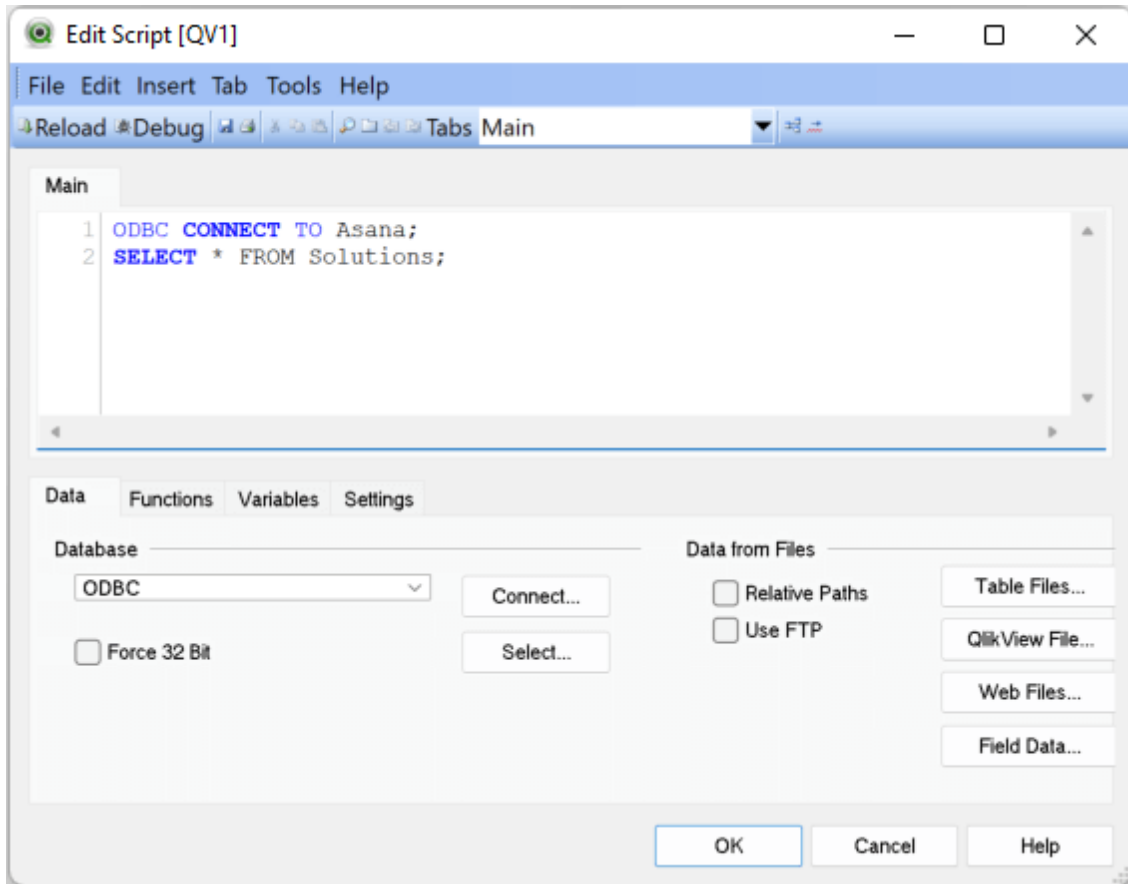 Edit Script [QV1]
File Edit Insert Tab Tools Help
Reload Debug Tabs Main
Main
1 ODBC CONNECT TO Asana;
2 SELECT * FROM Solutions;
Data Functions Variables Settings
Database
ODBC
Connect...
Force 32 Bit
Select...
Data from Files
Relative Paths
Use FTP
Table Files...
QlikView File...
Web Files...
Field Data...
OK Cancel Help